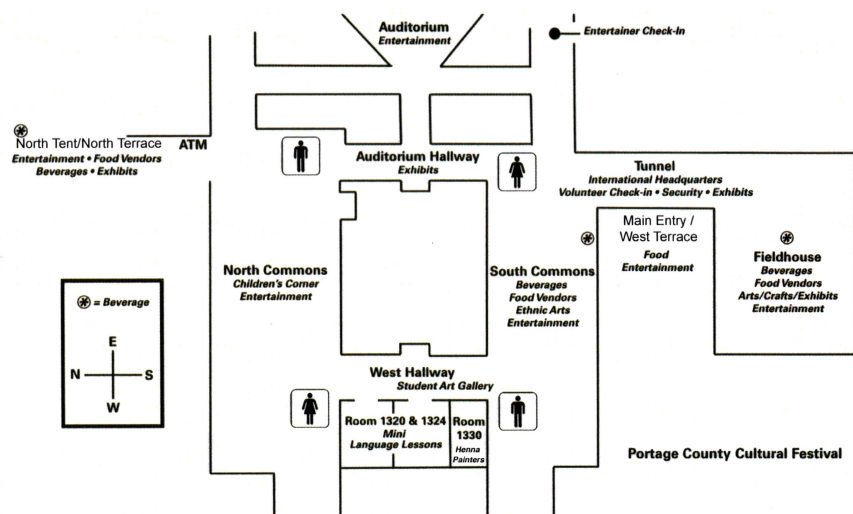 Auditorium
Entertainment
Entertainer Check-In
North Tent/North Terrace
Entertainment • Food Vendors
Beverages • Exhibits
ATM
Auditorium Hallway
Exhibits
Tunnel
International Headquarters
Volunteer Check-in • Security • Exhibits
Main Entry /
West Terrace
Food
Entertainment
Fieldhouse
Beverages
Food Vendors
Arts/Crafts/Exhibits
Entertainment
North Commons
Children's Corner
Entertainment
South Commons
Beverages
Food Vendors
Ethnic Arts
Entertainment
= Beverage
E
N
S
W
West Hallway
Student Art Gallery
Room 1320 & 1324
Mini
Language Lessons
Room
1330
Henna
Painters
Portage County Cultural Festival